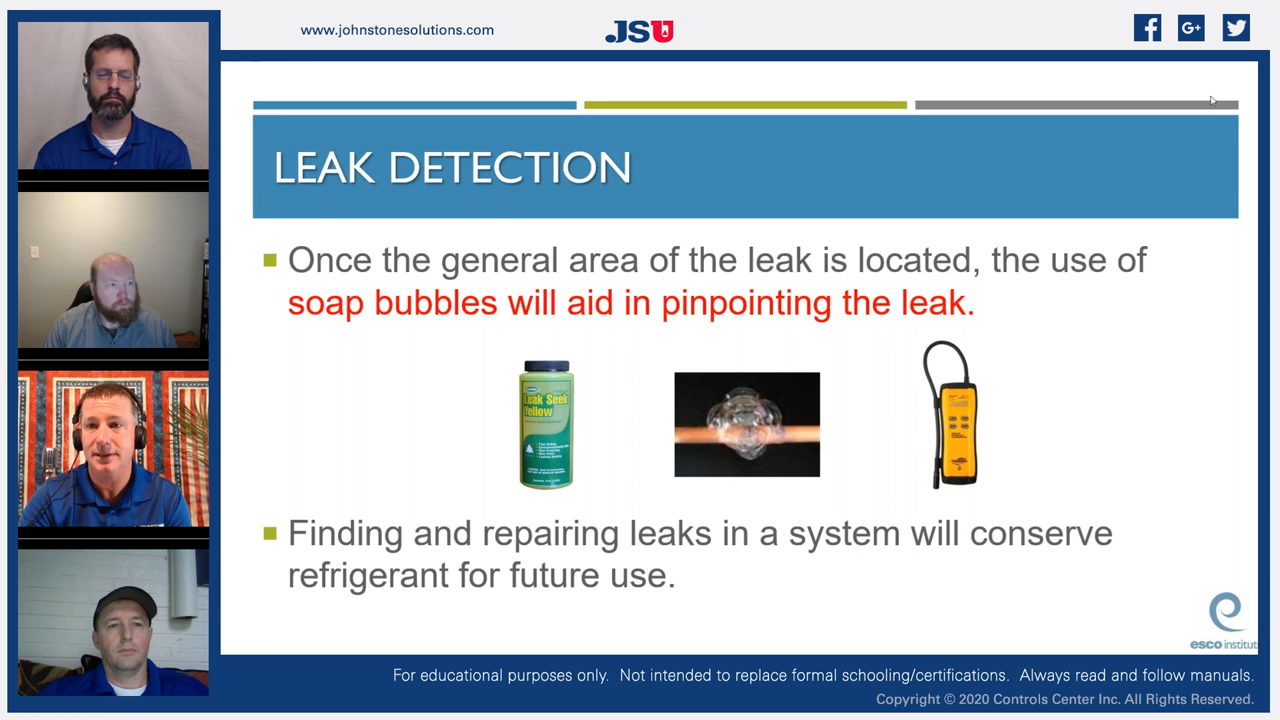 www.johnstonesolutions.com
JSU
G+
LEAK DETECTION
Once the general area of the leak is located, the use of
soap bubbles will aid in pinpointing the leak.
Leak Seek
Yellow
Finding and repairing leaks in a system will conserve
refrigerant for future use.
esco institut
For educational purposes only. Not intended to replace formal schooling/certifications. Always read and follow manuals.
Copyright © 2020 Controls Center Inc. All Rights Reserved.